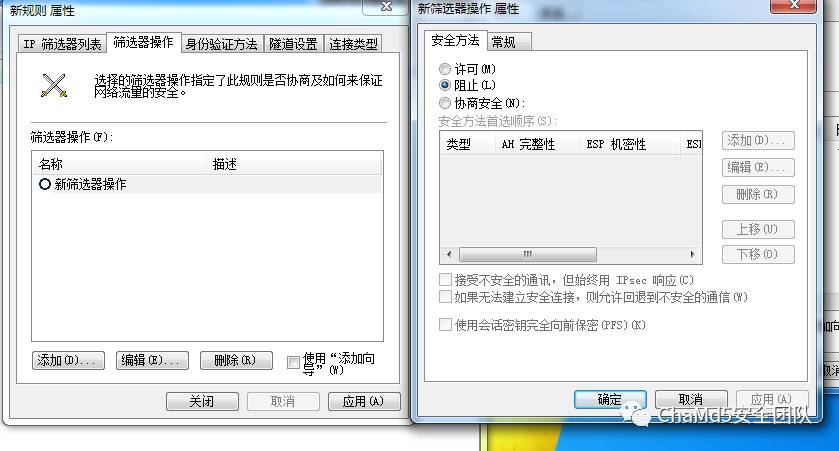 新规则 属性
IP 筛选器列表 筛选器操作 身份验证方法 隧道设置 连接类型
选择的筛选器操作指定了此规则是否协商及如何来保证
网络流量的安全。
筛选器操作(F):
名称 描述
新筛选器操作
添加(D)... 编辑(E)... 删除(R) 使用“添加向
导”(W)
关闭 取消 应用(A)
新筛选器操作 属性
安全方法 常规
许可(M)
阻止(L)
协商安全(N):
安全方法首选顺序(S):
类型 AH 完整性 ESP 机密性 ESI
添加(D)...
编辑(E)...
删除(R)
上移(U)
下移(O)
接受不安全的通讯，但始终用 IPsec 响应(C)
如果无法建立安全连接，则允许回退到不安全的通信(W)
使用会话密钥完全向前保密(PFS)(K)
确定 取消 应用(A)
ChaMd5安全团队